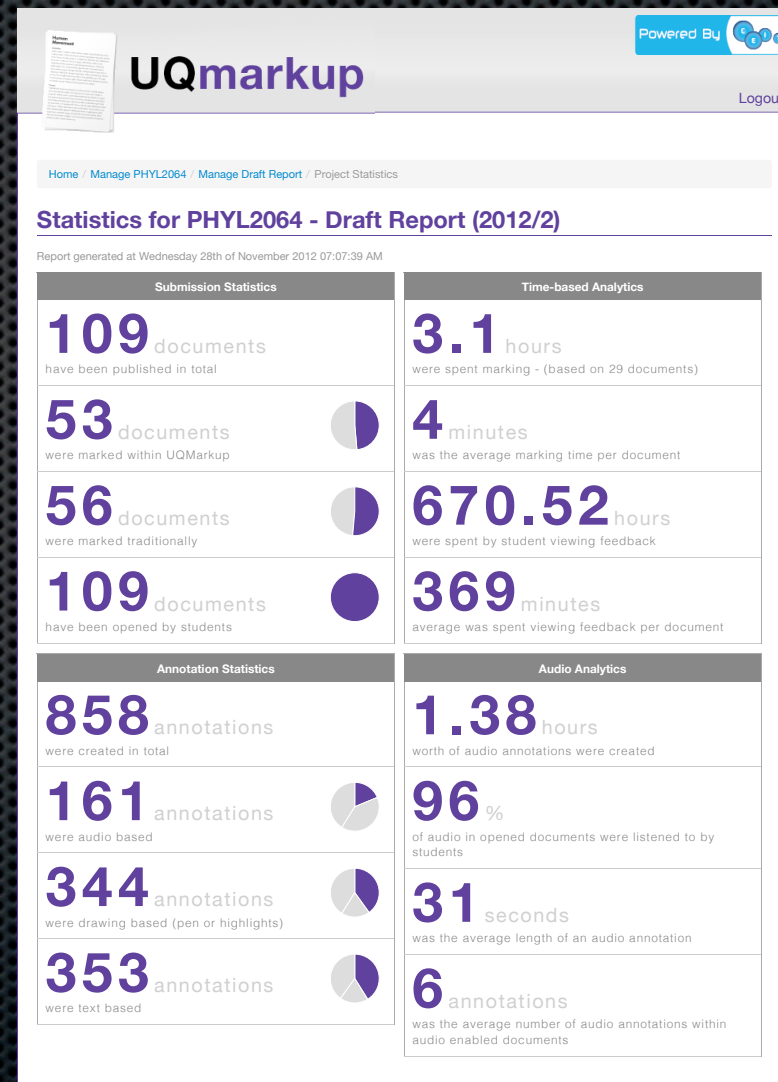 Human
Movement
Powered By CEIT
UQmarkup
Logou
Home / Manage PHYL2064 / Manage Draft Report / Project Statistics
Statistics for PHYL2064 - Draft Report (2012/2)
Report generated at Wednesday 28th of November 2012 07:07:39 AM
Submission Statistics
109 documents
have been published in total
53 documents
were marked within UQMarkup
56 documents
were marked traditionally
109 documents
have been opened by students
Time-based Analytics
3.1 hours
were spent marking - (based on 29 documents)
4 minutes
was the average marking time per document
670.52 hours
were spent by student viewing feedback
369 minutes
average was spent viewing feedback per document
Annotation Statistics
858 annotations
were created in total
161 annotations
were audio based
344 annotations
were drawing based (pen or highlights)
353 annotations
were text based
Audio Analytics
1.38 hours
worth of audio annotations were created
96 %
of audio in opened documents were listened to by
students
31 seconds
was the average length of an audio annotation
6 annotations
was the average number of audio annotations within
audio enabled documents